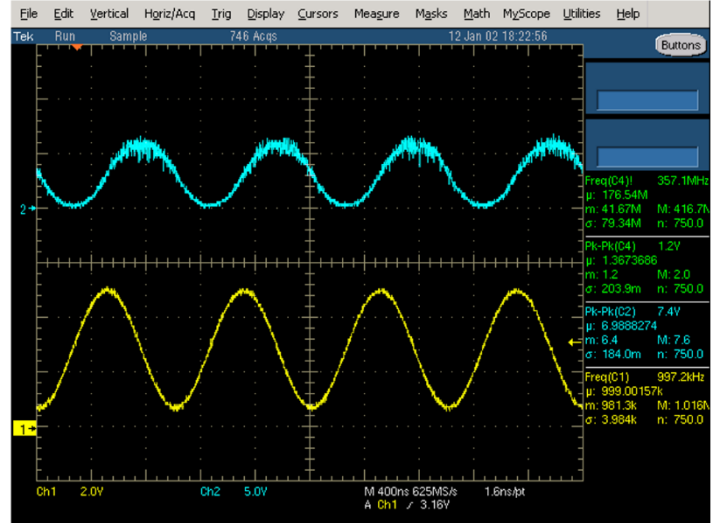 File Edit Vertical Horiz/Acq Trig Display Cursors Measure Masks Math MyScope Utilities Help
Tek Run Sample 746 Acqs 12 Jan 02 18:22:56
Buttons
Freq(C4)! 357.1MHz
µ: 176.54M
m: 41.67M M: 416.7M
σ: 79.34M n: 750.0
Pk-Pk(C4) 1.2V
µ: 1.3673686
m: 1.2 M: 2.0
σ: 203.9m n: 750.0
2
Pk-Pk(C2) 7.4V
µ: 6.9888274
m: 6.4 M: 7.6
σ: 184.0m n: 750.0
Freq(C1) 997.2kHz
µ: 999.00157k
m: 981.3k M: 1.016M
σ: 3.984k n: 750.0
1
Ch1 2.0V Ch2 5.0V M 400ns 625MS/s 1.6ns/pt
A Ch1 / 3.16V